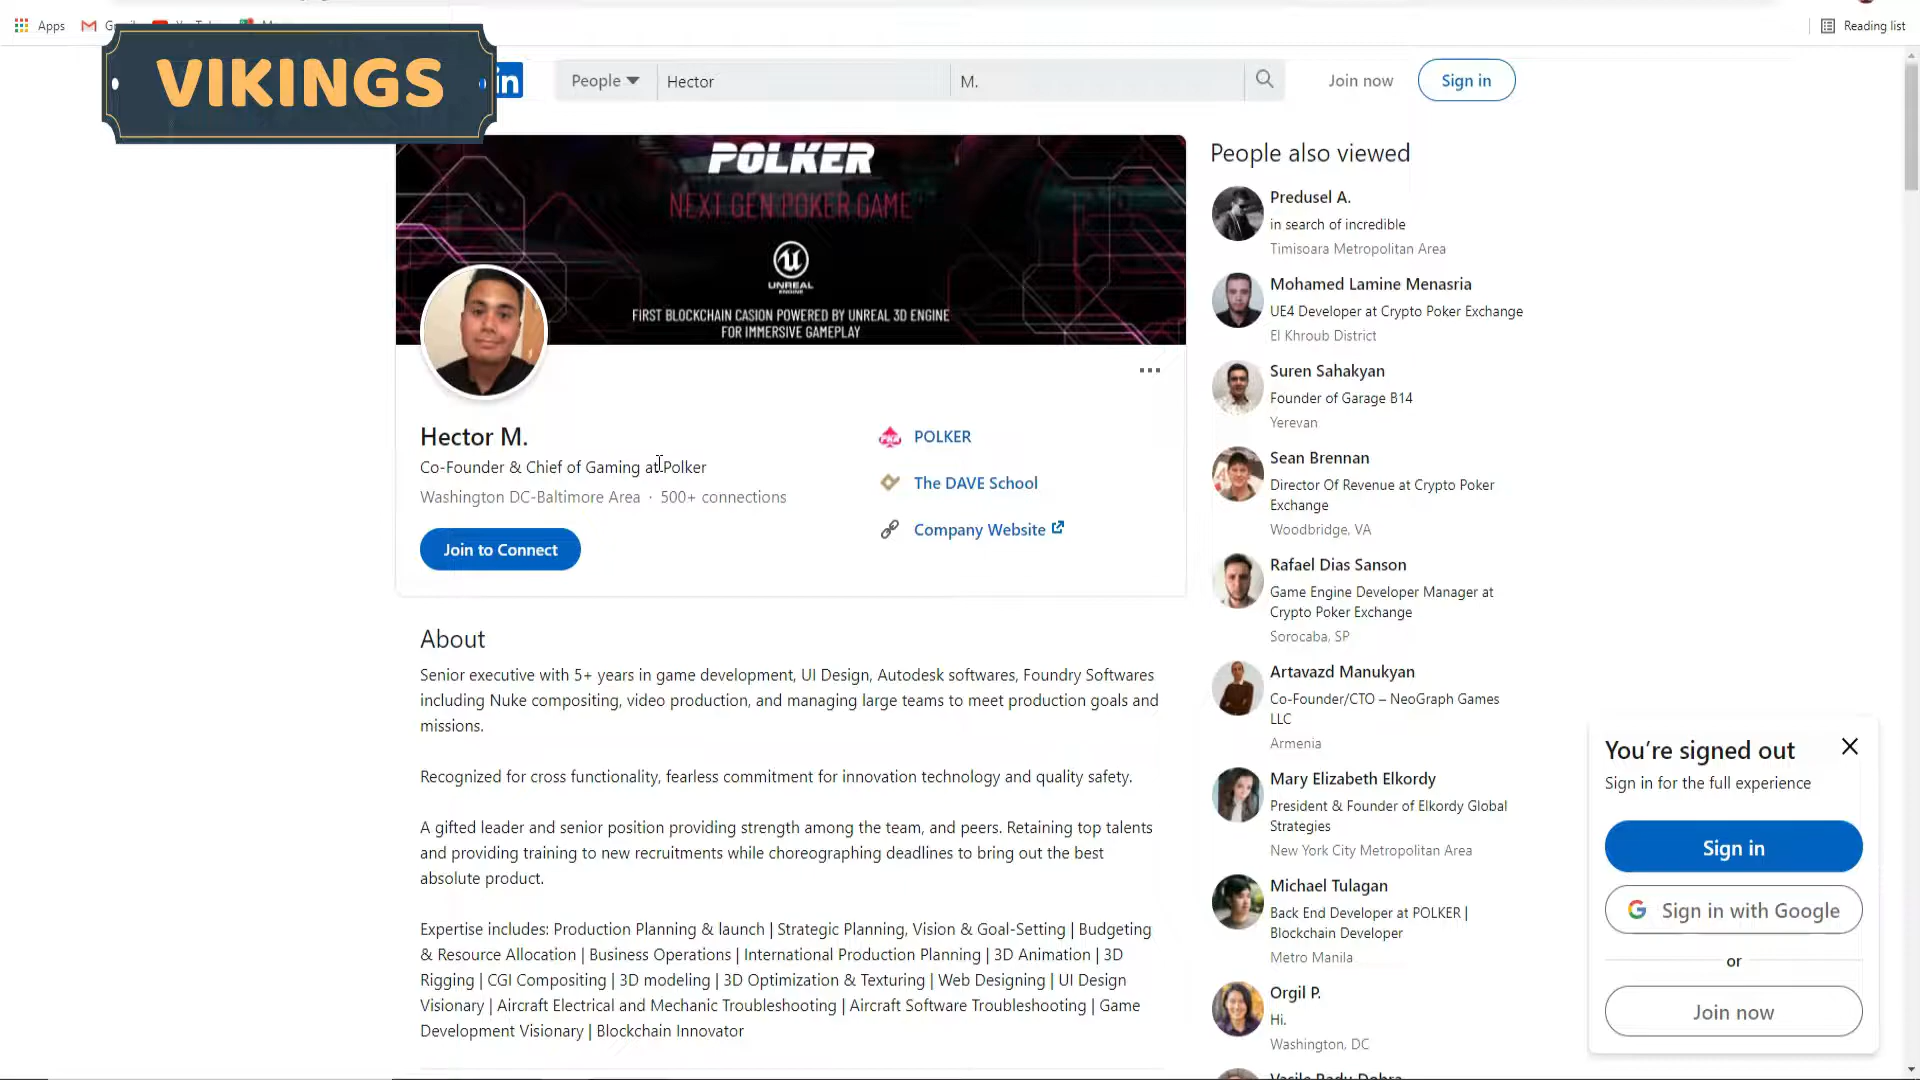 Apps
Reading list
VIKINGS
in
People
Hector
M.
Join now
Sign in
POLKER
NEXT GEN POKER GAME
UNREAL
ENGINE
FIRST BLOCKCHAIN CASION POWERED BY UNREAL 3D ENGINE
FOR IMMERSIVE GAMEPLAY
Hector M.
Co-Founder & Chief of Gaming at Polker
Washington DC-Baltimore Area · 500+ connections
Join to Connect
POLKER
The DAVE School
Company Website
About
Senior executive with 5+ years in game development, UI Design, Autodesk softwares, Foundry Softwares
including Nuke compositing, video production, and managing large teams to meet production goals and
missions.
Recognized for cross functionality, fearless commitment for innovation technology and quality safety.
A gifted leader and senior position providing strength among the team, and peers. Retaining top talents
and providing training to new recruitments while choreographing deadlines to bring out the best
absolute product.
Expertise includes: Production Planning & launch | Strategic Planning, Vision & Goal-Setting | Budgeting
& Resource Allocation | Business Operations | International Production Planning | 3D Animation | 3D
Rigging | CGI Compositing | 3D modeling | 3D Optimization & Texturing | Web Designing | UI Design
Visionary | Aircraft Electrical and Mechanic Troubleshooting | Aircraft Software Troubleshooting | Game
Development Visionary | Blockchain Innovator
People also viewed
Predusel A.
in search of incredible
Timisoara Metropolitan Area
Mohamed Lamine Menasria
UE4 Developer at Crypto Poker Exchange
El Khroub District
Suren Sahakyan
Founder of Garage B14
Yerevan
Sean Brennan
Director Of Revenue at Crypto Poker
Exchange
Woodbridge, VA
Rafael Dias Sanson
Game Engine Developer Manager at
Crypto Poker Exchange
Sorocaba, SP
Artavazd Manukyan
Co-Founder/CTO – NeoGraph Games
LLC
Armenia
Mary Elizabeth Elkordy
President & Founder of Elkordy Global
Strategies
New York City Metropolitan Area
Michael Tulagan
Back End Developer at POLKER |
Blockchain Developer
Metro Manila
Orgil P.
Hi.
Washington, DC
You're signed out
Sign in for the full experience
Sign in
Sign in with Google
or
Join now